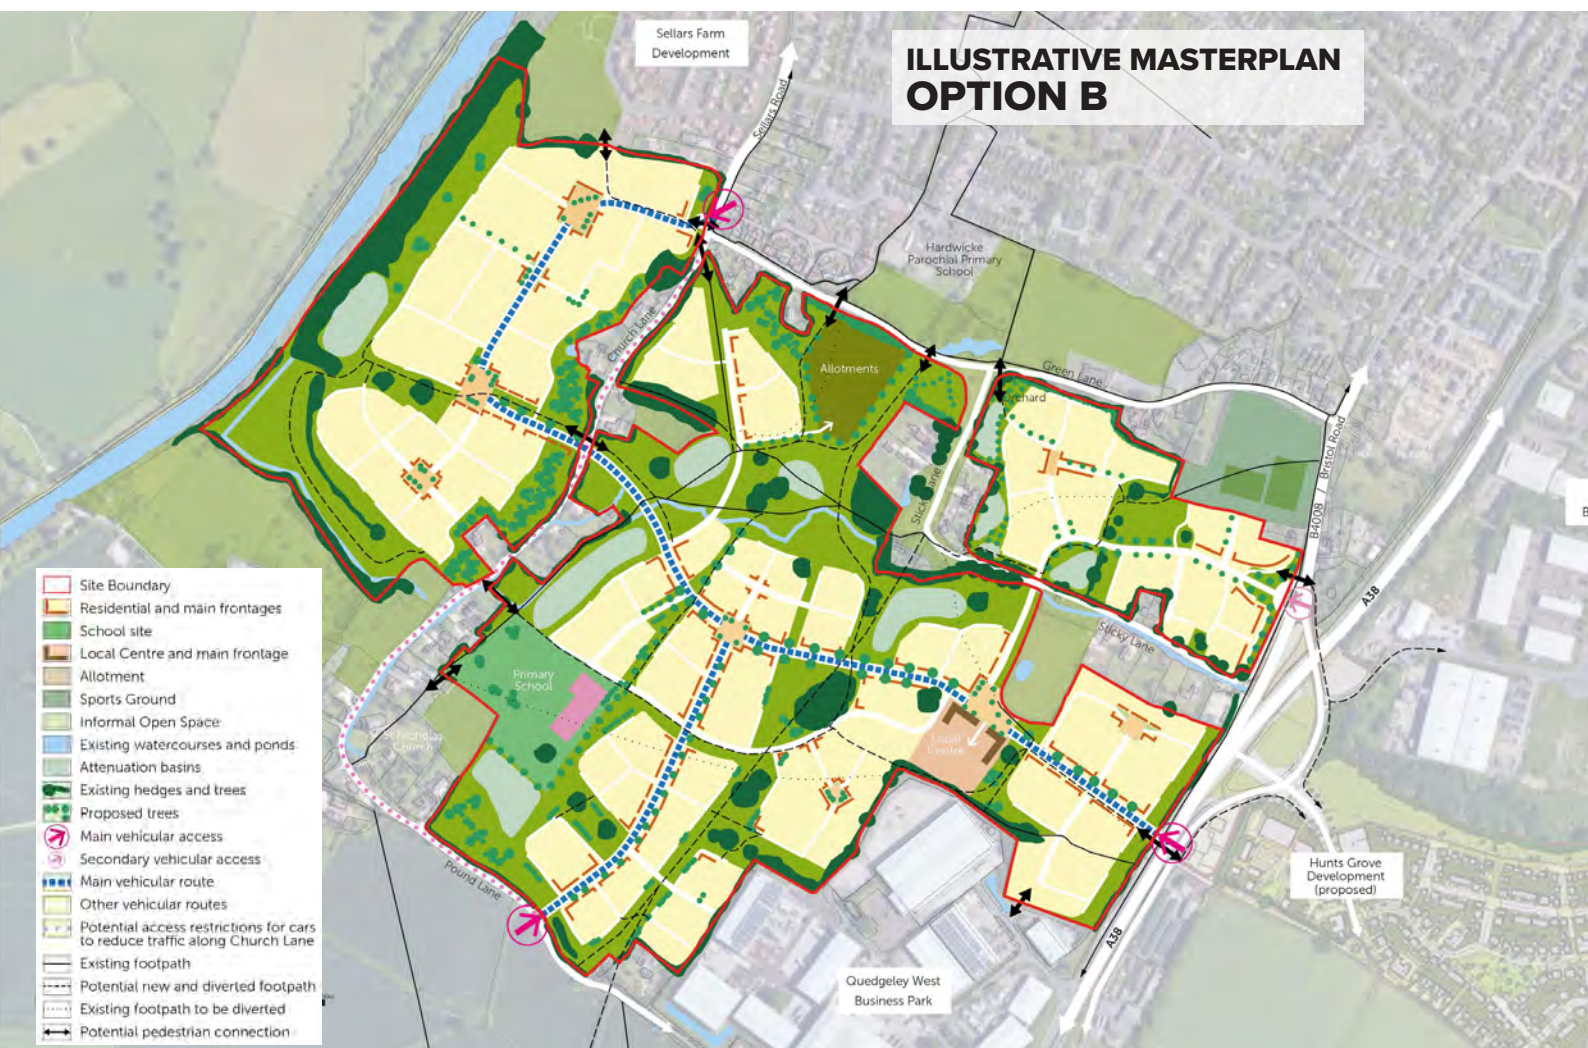 ILLUSTRATIVE MASTERPLAN
OPTION B
Sellars Farm
Development
Sellars Road
Hardwicke
Parochial Primary
School
Church Lane
Allotments
Green Lane
Orchard
B4008 / Bristol Road
Sticky Lane
A38
Sticky Lane
Primary
School
St Nicholas
Church
Local
Centre
Pound Lane
Hunts Grove
Development
(proposed)
A38
Quedgeley West
Business Park
B
Site Boundary
Residential and main frontages
School site
Local Centre and main frontage
Allotment
Sports Ground
Informal Open Space
Existing watercourses and ponds
Attenuation basins
Existing hedges and trees
Proposed trees
Main vehicular access
Secondary vehicular access
Main vehicular route
Other vehicular routes
Potential access restrictions for cars
to reduce traffic along Church Lane
Existing footpath
Potential new and diverted footpath
Existing footpath to be diverted
Potential pedestrian connection